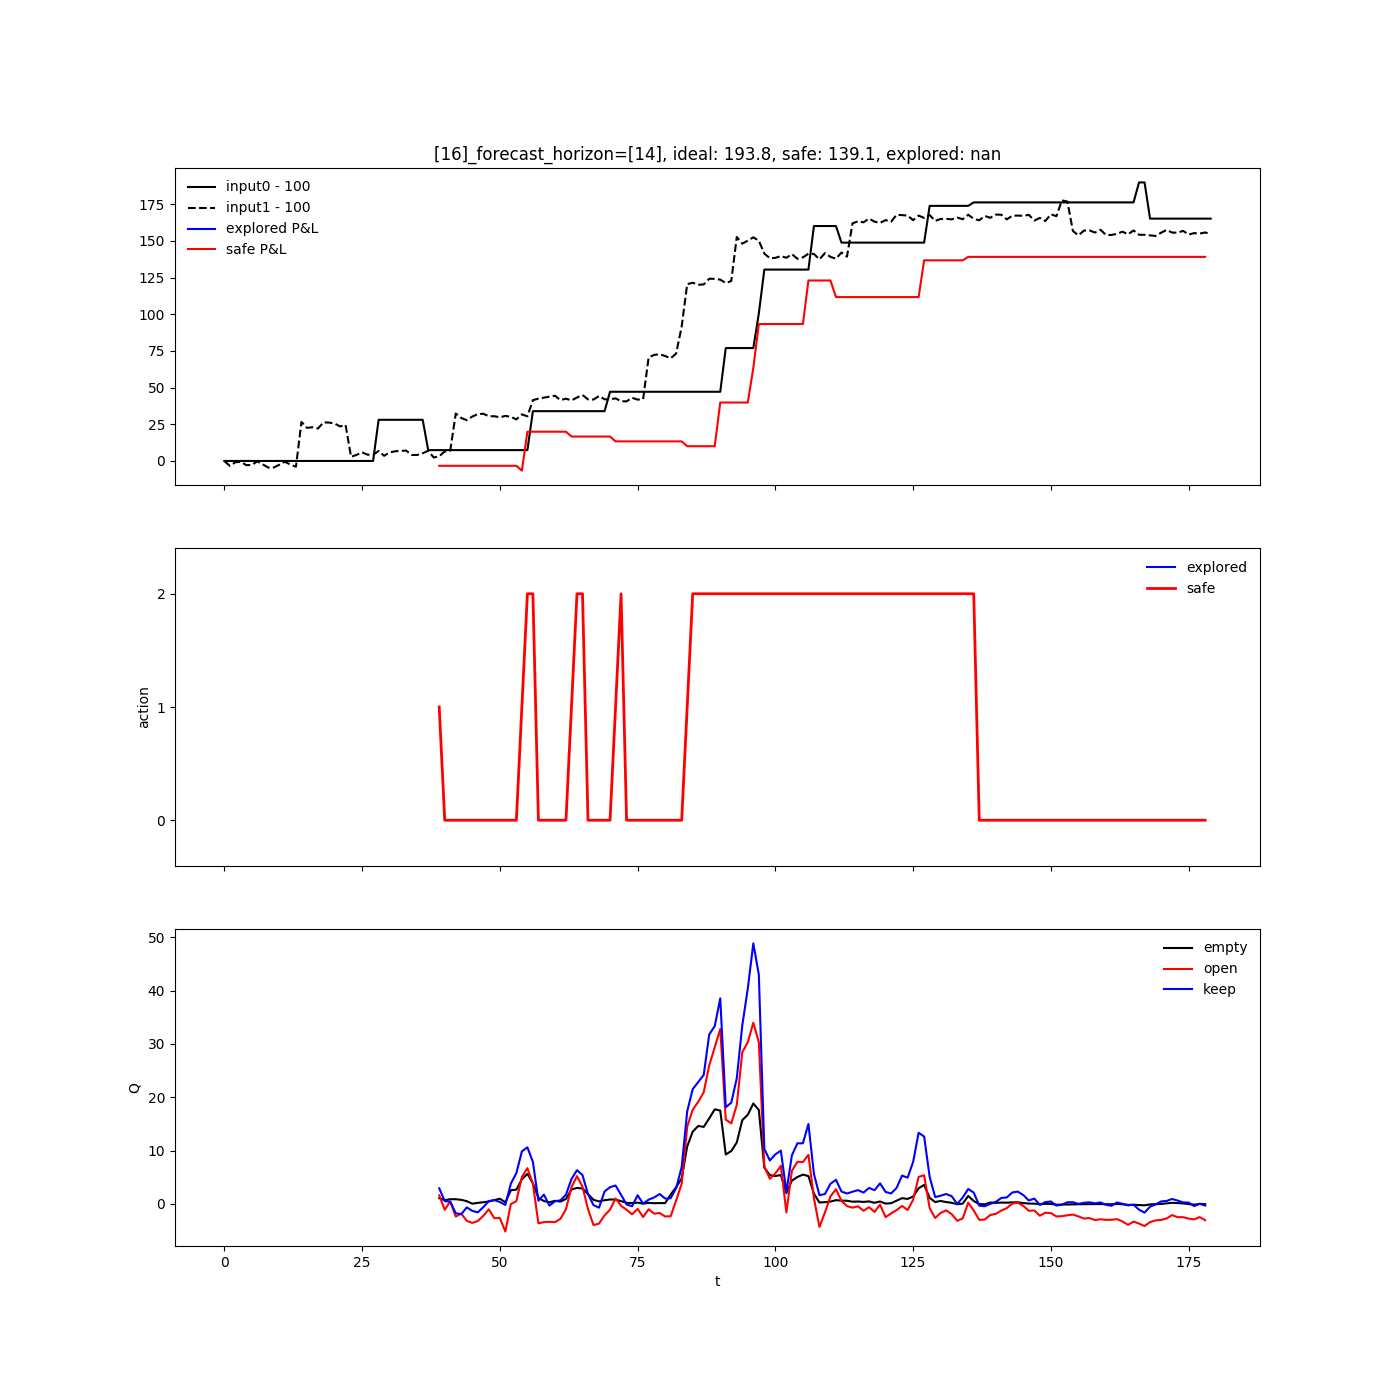 [16]_forecast_horizon=[14], ideal: 193.8, safe: 139.1, explored: nan
input0 - 100
input1 - 100
explored P&L
safe P&L
175
150
125
100
75
50
25
0
explored
safe
2
1
0
action
empty
open
keep
50
40
30
20
10
0
Q
0 25 50 75 100 125 150 175
t